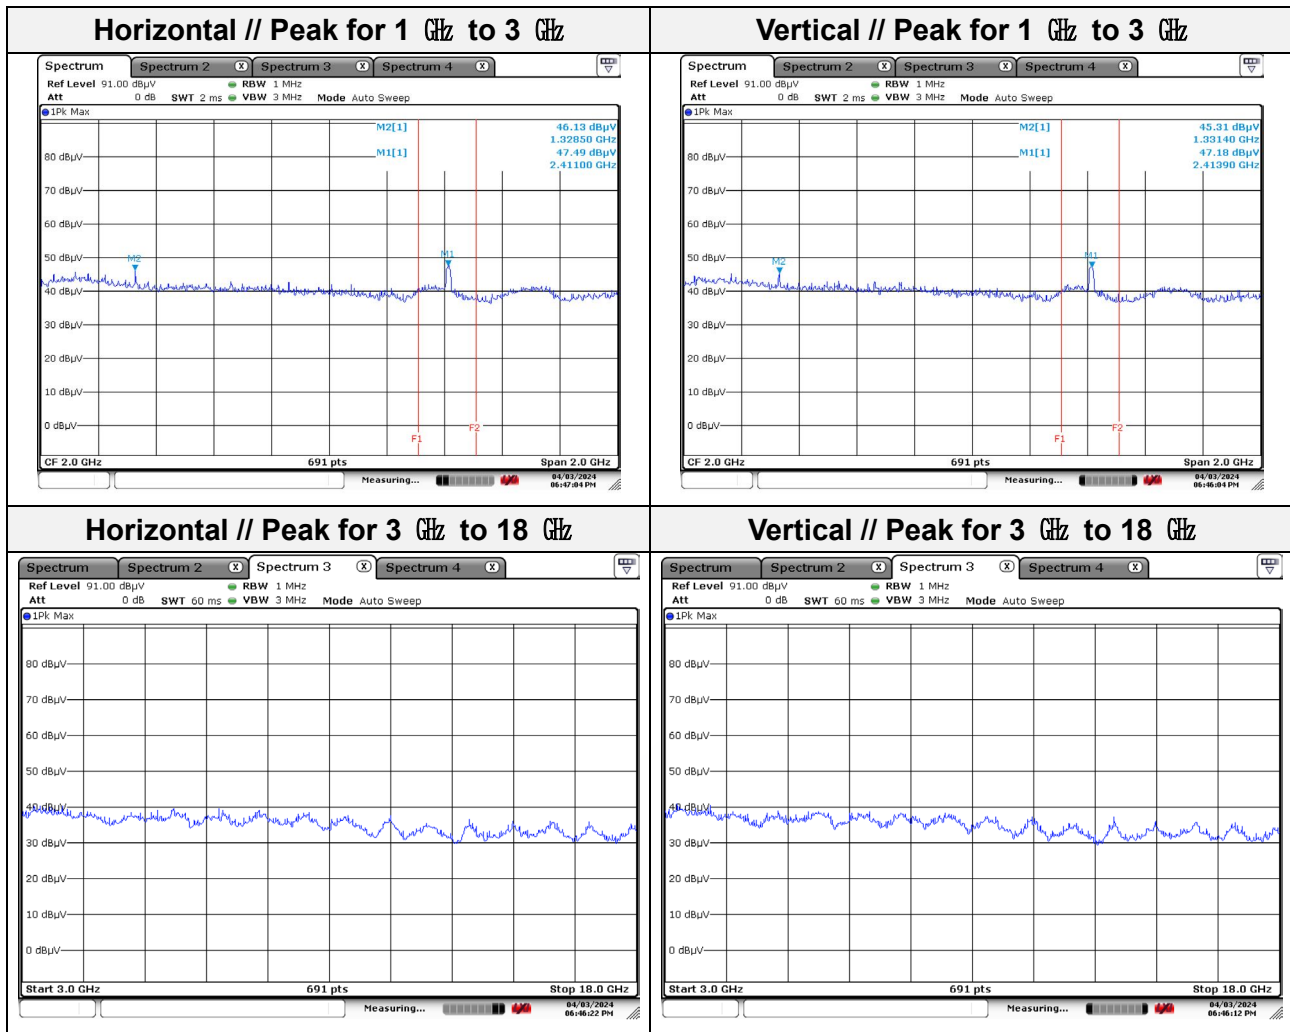 Horizontal // Peak for 1 ㎓ to 3 ㎓
Spectrum Spectrum 2 X Spectrum 3 X Spectrum 4 X
Ref Level 91.00 dBµV RBW 1 MHz
Att 0 dB SWT 2 ms VBW 3 MHz Mode Auto Sweep
1Pk Max
M2[1] 46.13 dBµV
1.32850 GHz
M1[1] 47.49 dBµV
2.41100 GHz
80 dBµV
70 dBµV
60 dBµV
50 dBµV
M2 M1
40 dBµV
30 dBµV
20 dBµV
10 dBµV
0 dBµV
F1 F2
CF 2.0 GHz 691 pts Span 2.0 GHz
Measuring... 04/03/2024
06:47:04 PM
Vertical // Peak for 1 ㎓ to 3 ㎓
Spectrum Spectrum 2 X Spectrum 3 X Spectrum 4 X
Ref Level 91.00 dBµV RBW 1 MHz
Att 0 dB SWT 2 ms VBW 3 MHz Mode Auto Sweep
1Pk Max
M2[1] 45.31 dBµV
1.33140 GHz
M1[1] 47.18 dBµV
2.41390 GHz
80 dBµV
70 dBµV
60 dBµV
50 dBµV
M2 M1
40 dBµV
30 dBµV
20 dBµV
10 dBµV
0 dBµV
F1 F2
CF 2.0 GHz 691 pts Span 2.0 GHz
Measuring... 04/03/2024
06:46:04 PM
Horizontal // Peak for 3 ㎓ to 18 ㎓
Spectrum Spectrum 2 X Spectrum 3 X Spectrum 4 X
Ref Level 91.00 dBµV RBW 1 MHz
Att 0 dB SWT 60 ms VBW 3 MHz Mode Auto Sweep
1Pk Max
80 dBµV
70 dBµV
60 dBµV
50 dBµV
40 dBµV
30 dBµV
20 dBµV
10 dBµV
0 dBµV
Start 3.0 GHz 691 pts Stop 18.0 GHz
Measuring... 04/03/2024
06:46:22 PM
Vertical // Peak for 3 ㎓ to 18 ㎓
Spectrum Spectrum 2 X Spectrum 3 X Spectrum 4 X
Ref Level 91.00 dBµV RBW 1 MHz
Att 0 dB SWT 60 ms VBW 3 MHz Mode Auto Sweep
1Pk Max
80 dBµV
70 dBµV
60 dBµV
50 dBµV
40 dBµV
30 dBµV
20 dBµV
10 dBµV
0 dBµV
Start 3.0 GHz 691 pts Stop 18.0 GHz
Measuring... 04/03/2024
06:46:12 PM